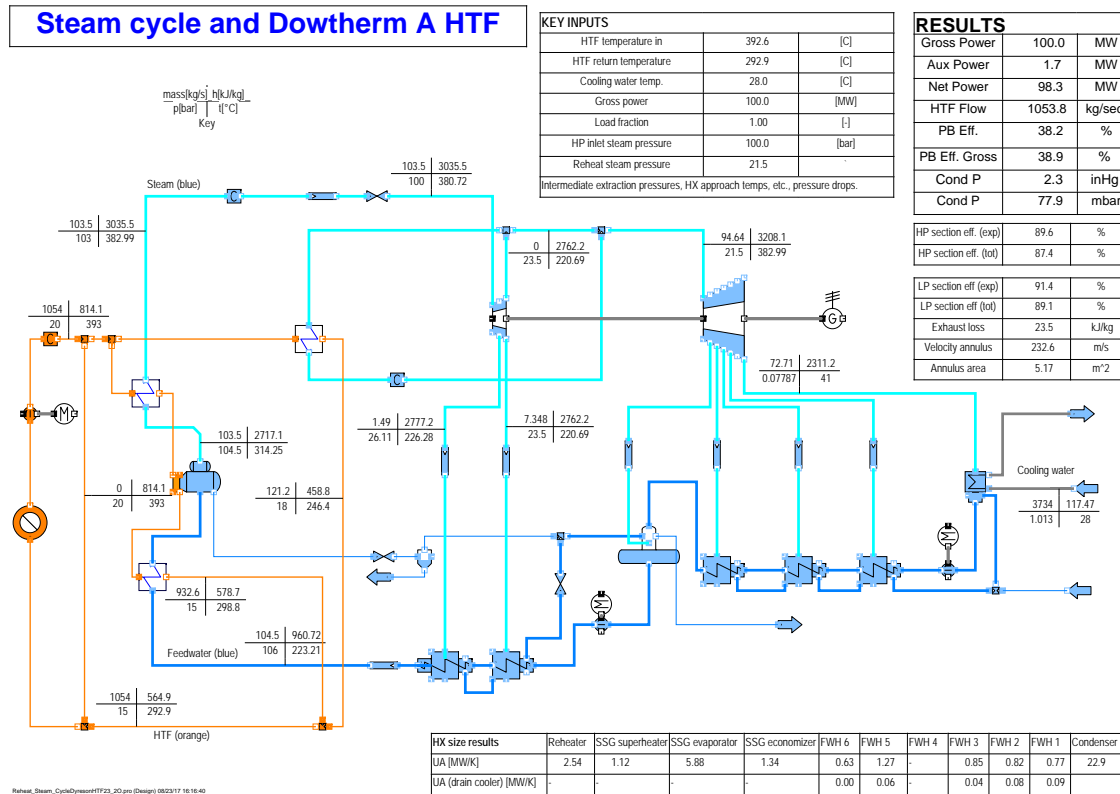 Steam cycle and Dowtherm A HTF
KEY INPUTS
HTF temperature in 392.6 [C]
HTF return temperature 292.9 [C]
Cooling water temp. 28.0 [C]
Gross power 100.0 [MW]
Load fraction 1.00 [-]
HP inlet steam pressure 100.0 [bar]
Reheat steam pressure 21.5
Intermediate extraction pressures, HX approach temps, etc., pressure drops.
RESULTS
Gross Power 100.0 MW
Aux Power 1.7 MW
Net Power 98.3 MW
HTF Flow 1053.8 kg/sec
PB Eff. 38.2 %
PB Eff. Gross 38.9 %
Cond P 2.3 inHg
Cond P 77.9 mbar
HP section eff. (exp) 89.6 %
HP section eff. (tot) 87.4 %
LP section eff (exp) 91.4 %
LP section eff (tot) 89.1 %
Exhaust loss 23.5 kJ/kg
Velocity annulus 232.6 m/s
Annulus area 5.17 m^2
mass[kg/s] h[kJ/kg]
p[bar] t[°C]
Key
Steam (blue)
103.5 3035.5
100 380.72
103.5 3035.5
103 382.99
0 2762.2
23.5 220.69
94.64 3208.1
21.5 382.99
1054 814.1
20 393
C
C
C
C
G
M
72.71 2311.2
0.07787 41
1.49 2777.2
26.11 226.28
7.348 2762.2
23.5 220.69
103.5 2717.1
104.5 314.25
0 814.1
20 393
121.2 458.8
18 246.4
Cooling water
3734 117.47
1.013 28
M
M
932.6 578.7
15 298.8
104.5 960.72
106 223.21
Feedwater (blue)
1054 564.9
15 292.9
HTF (orange)
HX size results Reheater SSG superheater SSG evaporator SSG economizer FWH 6 FWH 5 FWH 4 FWH 3 FWH 2 FWH 1 Condenser
UA [MW/K] 2.54 1.12 5.88 1.34 0.63 1.27 - 0.85 0.82 0.77 22.9
UA (drain cooler) [MW/K] - - - - 0.00 0.06 - 0.04 0.08 0.09
Reheat_Steam_CycleDyresonHTF23_2O.pro (Design) 08/23/17 16:16:40